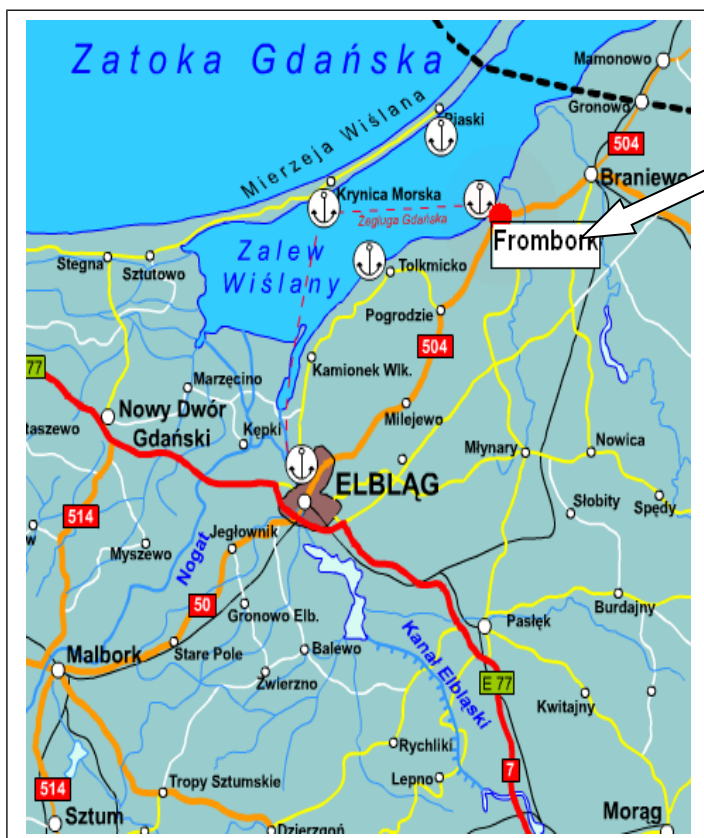 Zatoka Gdańska
Mamonowo
Gronowo
Piaski
Mierzeja Wiślana
504
Braniewo
Krynica Morska
Żegluga Gdańska
Frombork
Zalew
Wiślany
Stegna
Sztutowo
Tolkmicko
Pogrodzie
504
77
Kamionek Wlk.
Marzęcino
Nowy Dwór
Gdański
Kępki
Milejewo
taszewo
Młynary
Nowica
ELBLĄG
Słobity
Spędy
514
w
Myszewo
Nogat
Jegłownik
50
Gronowo Elb.
Burdajny
Pasłęk
Malbork
Stare Pole
Balewo
Kanał Elbląski
Żwierzno
E 77
Kwitajny
Rychliki
7
Lepno
Tropy Sztumskie
514
Sztum
Morąg
Dzierzgoń